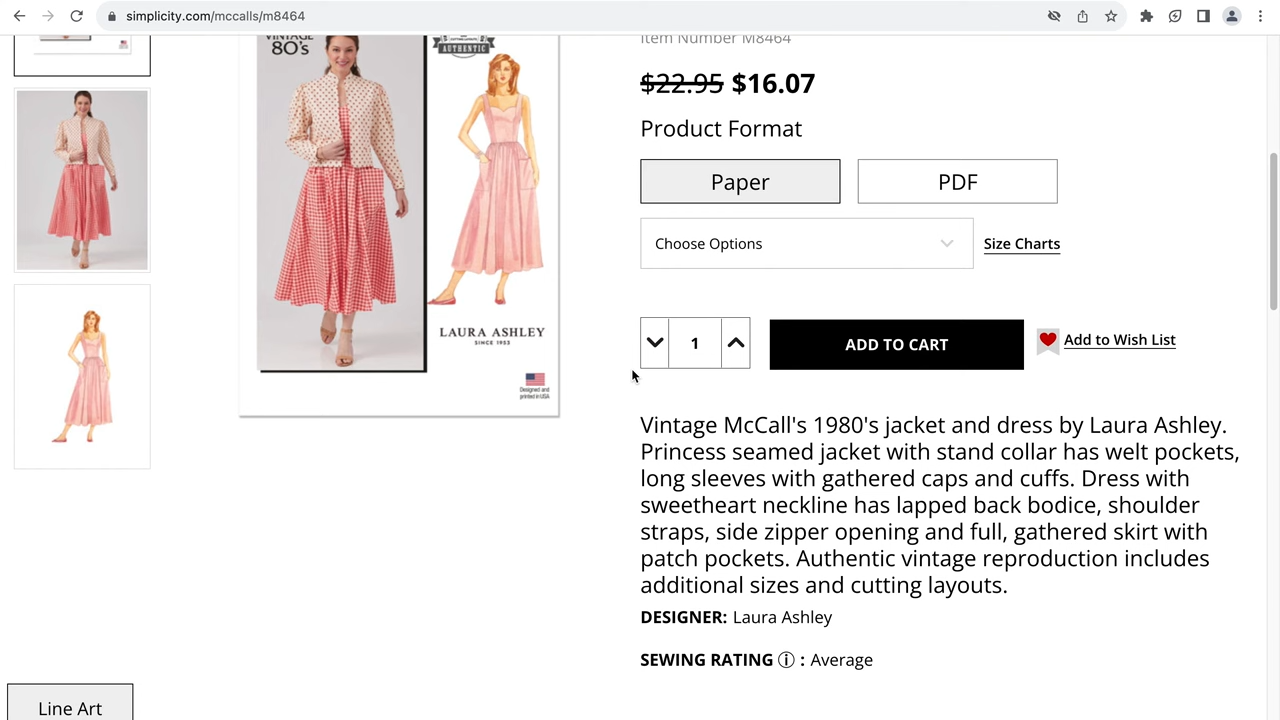 simplicity.com/mccalls/m8464
VINTAGE
80's
AUTHENTIC
LAURA ASHLEY
SINCE 1953
Designed and
printed in USA
Item Number M8464
$22.95 $16.07
Product Format
Paper
PDF
Choose Options
Size Charts
1
ADD TO CART
Add to Wish List
Vintage McCall's 1980's jacket and dress by Laura Ashley.
Princess seamed jacket with stand collar has welt pockets,
long sleeves with gathered caps and cuffs. Dress with
sweetheart neckline has lapped back bodice, shoulder
straps, side zipper opening and full, gathered skirt with
patch pockets. Authentic vintage reproduction includes
additional sizes and cutting layouts.
DESIGNER: Laura Ashley
SEWING RATING ⓘ : Average
Line Art